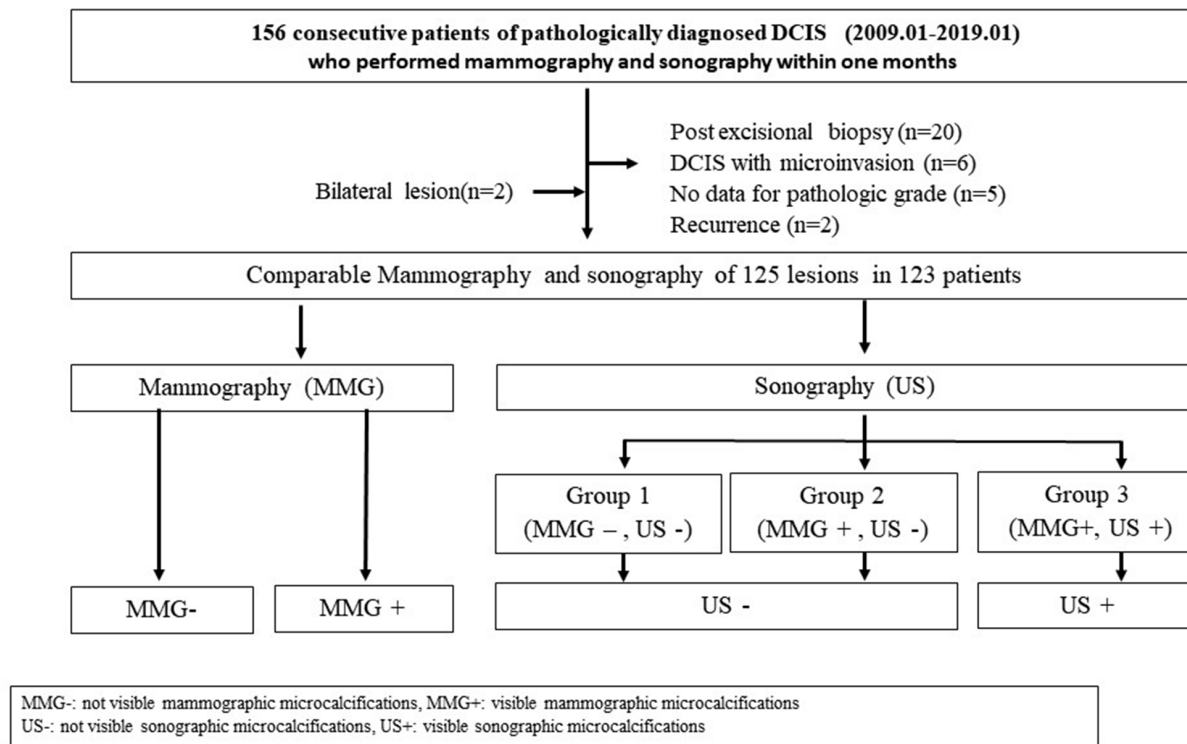 156 consecutive patients of pathologically diagnosed DCIS (2009.01-2019.01)
who performed mammography and sonography within one months
Post excisional biopsy (n=20)
DCIS with microinvasion (n=6)
Bilateral lesion(n=2)
No data for pathologic grade (n=5)
Recurrence (n=2)
Comparable Mammography and sonography of 125 lesions in 123 patients
Mammography (MMG)
Sonography (US)
Group 1
(MMG – , US -)
Group 2
(MMG + , US -)
Group 3
(MMG+, US +)
MMG-
MMG +
US -
US +
MMG-: not visible mammographic microcalcifications, MMG+: visible mammographic microcalcifications
US-: not visible sonographic microcalcifications, US+: visible sonographic microcalcifications